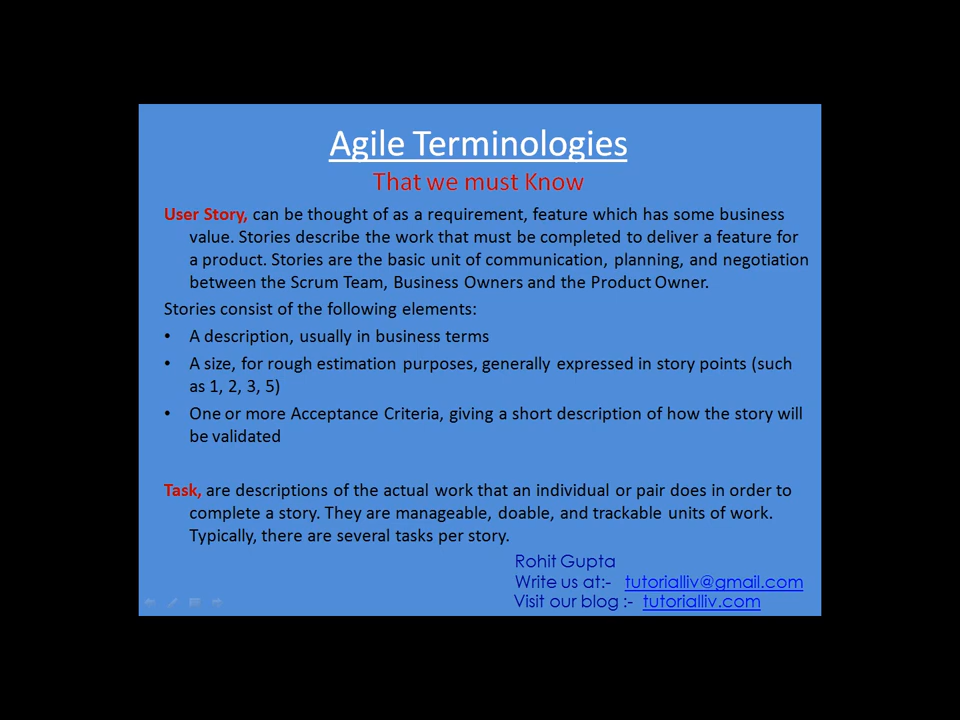 Agile Terminologies
That we must Know
User Story, can be thought of as a requirement, feature which has some business
value. Stories describe the work that must be completed to deliver a feature for
a product. Stories are the basic unit of communication, planning, and negotiation
between the Scrum Team, Business Owners and the Product Owner.
Stories consist of the following elements:
• A description, usually in business terms
• A size, for rough estimation purposes, generally expressed in story points (such
as 1, 2, 3, 5)
• One or more Acceptance Criteria, giving a short description of how the story will
be validated
Task, are descriptions of the actual work that an individual or pair does in order to
complete a story. They are manageable, doable, and trackable units of work.
Typically, there are several tasks per story.
Rohit Gupta
Write us at:- tutorialliv@gmail.com
Visit our blog :- tutorialliv.com